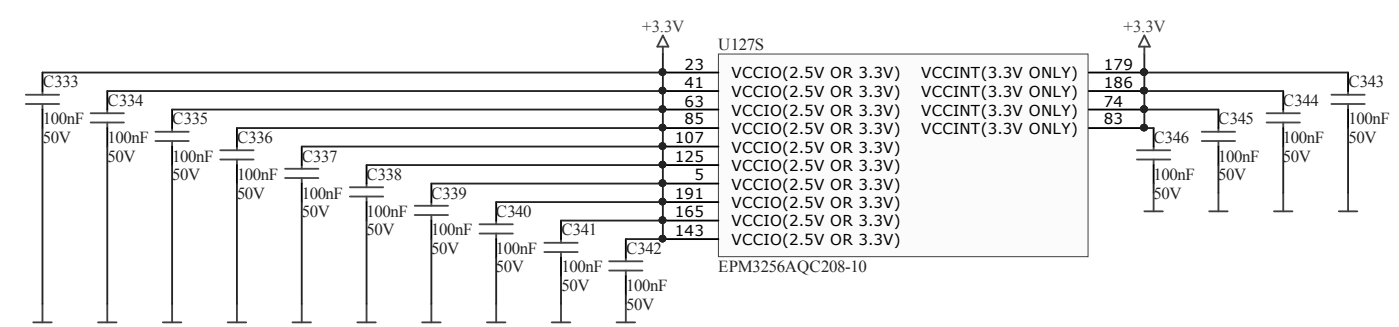 +3.3V
+3.3V
U127S
23 VCCIO(2.5V OR 3.3V) VCCINT(3.3V ONLY) 179
41 VCCIO(2.5V OR 3.3V) VCCINT(3.3V ONLY) 186
63 VCCIO(2.5V OR 3.3V) VCCINT(3.3V ONLY) 74
85 VCCIO(2.5V OR 3.3V) VCCINT(3.3V ONLY) 83
107 VCCIO(2.5V OR 3.3V)
125 VCCIO(2.5V OR 3.3V)
5 VCCIO(2.5V OR 3.3V)
191 VCCIO(2.5V OR 3.3V)
165 VCCIO(2.5V OR 3.3V)
143 VCCIO(2.5V OR 3.3V)
EPM3256AQC208-10
C333
100nF
50V
C334
100nF
50V
C335
100nF
50V
C336
100nF
50V
C337
100nF
50V
C338
100nF
50V
C339
100nF
50V
C340
100nF
50V
C341
100nF
50V
C342
100nF
50V
C346
100nF
50V
C345
100nF
50V
C344
100nF
50V
C343
100nF
50V